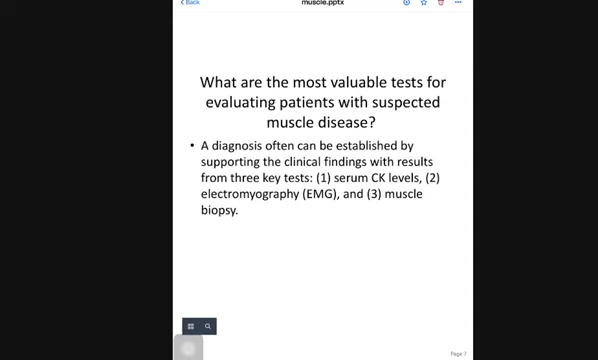 Back
muscle.pptx
What are the most valuable tests for
evaluating patients with suspected
muscle disease?
• A diagnosis often can be established by
supporting the clinical findings with results
from three key tests: (1) serum CK levels, (2)
electromyography (EMG), and (3) muscle
biopsy.
Page 7